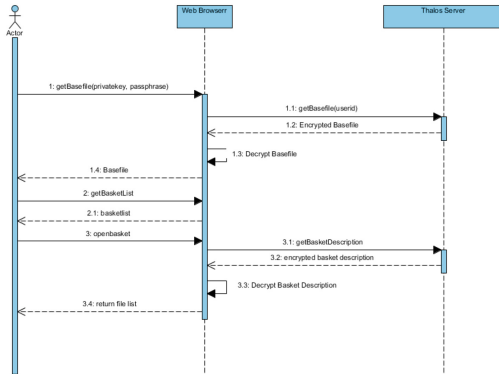 Web Browserr
Thalos Server
Actor
1: getBasefile(privatekey, passphrase)
1.1: getBasefile(userid)
1.2: Encrypted Basefile
1.3: Decrypt Basefile
1.4: Basefile
2: getBasketList
2.1: basketlist
3: openbasket
3.1: getBasketDescription
3.2: encrypted basket description
3.3: Decrypt Basket Description
3.4: return file list